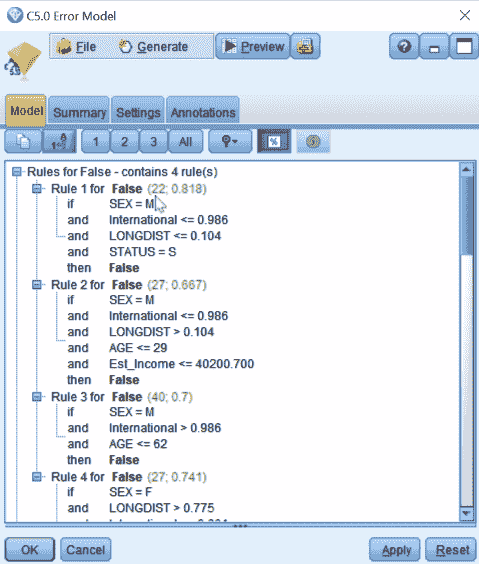 C5.0 Error Model
File Generate Preview
Model Summary Settings Annotations
1 2 3 All %
Rules for False - contains 4 rule(s)
Rule 1 for False (22; 0.818)
if SEX = M
and International <= 0.986
and LONGDIST <= 0.104
and STATUS = S
then False
Rule 2 for False (27; 0.667)
if SEX = M
and International <= 0.986
and LONGDIST > 0.104
and AGE <= 29
and Est_Income <= 40200.700
then False
Rule 3 for False (40; 0.7)
if SEX = M
and International > 0.986
and AGE <= 62
then False
Rule 4 for False (27; 0.741)
if SEX = F
and LONGDIST > 0.775
OK Cancel Apply Reset